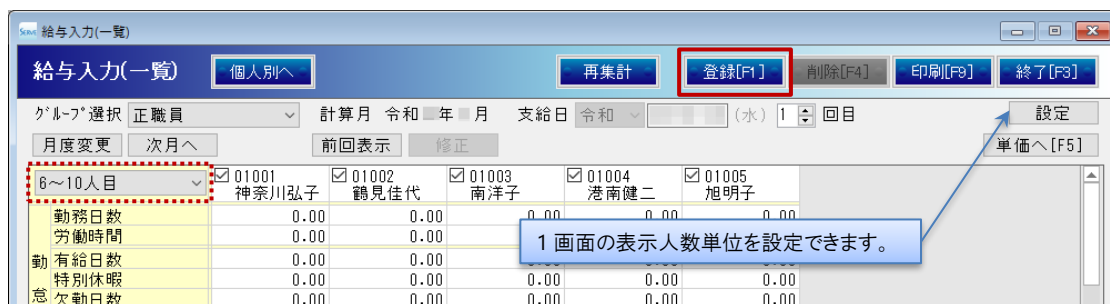 給与入力(一覧)
給与入力(一覧) 個人別へ 再集計 登録[F1] 削除[F4] 印刷[F9] 終了[F3]
ｸﾞﾙｰﾌﾟ選択 正職員 計算月 令和 年 月 支給日 令和 (水) 1 回目 設定
月度変更 次月へ 前回表示 修正 単価へ[F5]
6～10人目 01001 01002 01003 01004 01005
神奈川弘子 鶴見佳代 南洋子 港南健二 旭明子
勤務日数 0.00 0.00 0.00 0.00 0.00
労働時間 0.00 0.00
1画面の表示人数単位を設定できます。
勤 有給日数 0.00 0.00
特別休暇 0.00 0.00 0.00 0.00 0.00
怠 欠勤日数 0.00 0.00 0.00 0.00 0.00